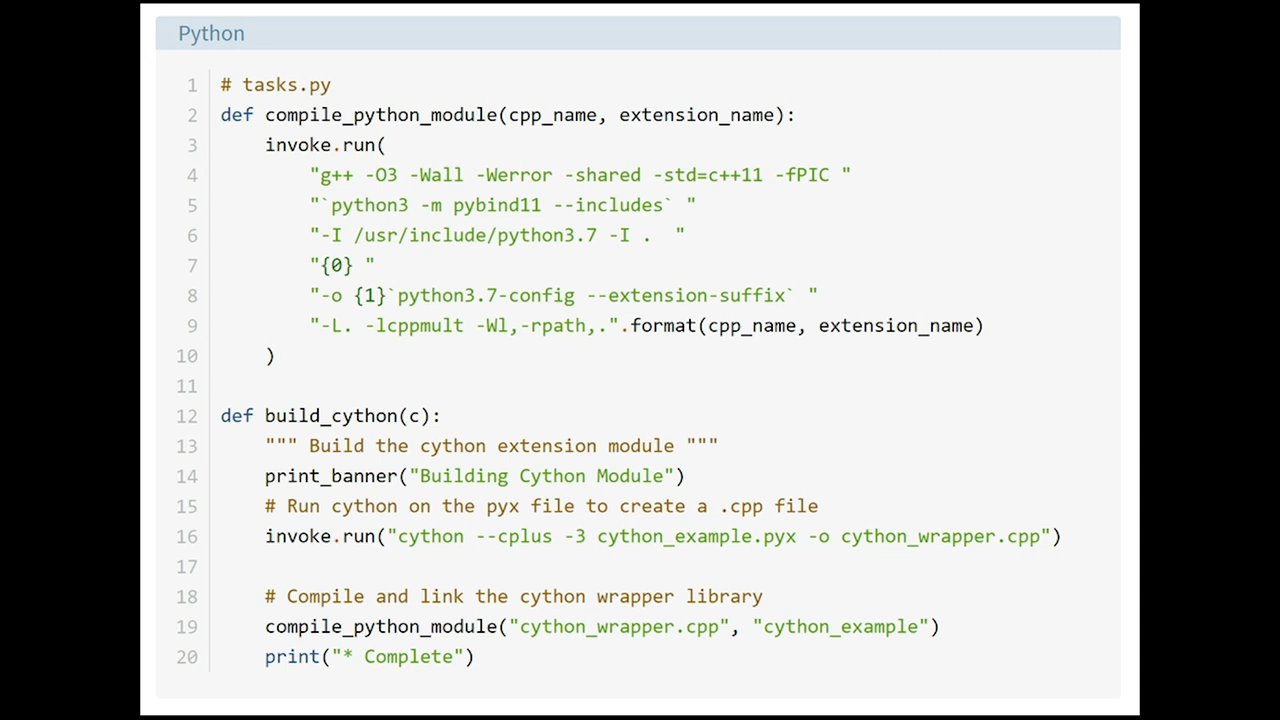 Python
1 # tasks.py
2 def compile_python_module(cpp_name, extension_name):
3     invoke.run(
4         "g++ -O3 -Wall -Werror -shared -std=c++11 -fPIC "
5         "`python3 -m pybind11 --includes` "
6         "-I /usr/include/python3.7 -I .  "
7         "{0} "
8         "-o {1}`python3.7-config --extension-suffix` "
9         "-L. -lcppmult -Wl,-rpath,.".format(cpp_name, extension_name)
10     )
11
12 def build_cython(c):
13     """ Build the cython extension module """
14     print_banner("Building Cython Module")
15     # Run cython on the pyx file to create a .cpp file
16     invoke.run("cython --cplus -3 cython_example.pyx -o cython_wrapper.cpp")
17
18     # Compile and link the cython wrapper library
19     compile_python_module("cython_wrapper.cpp", "cython_example")
20     print("* Complete")